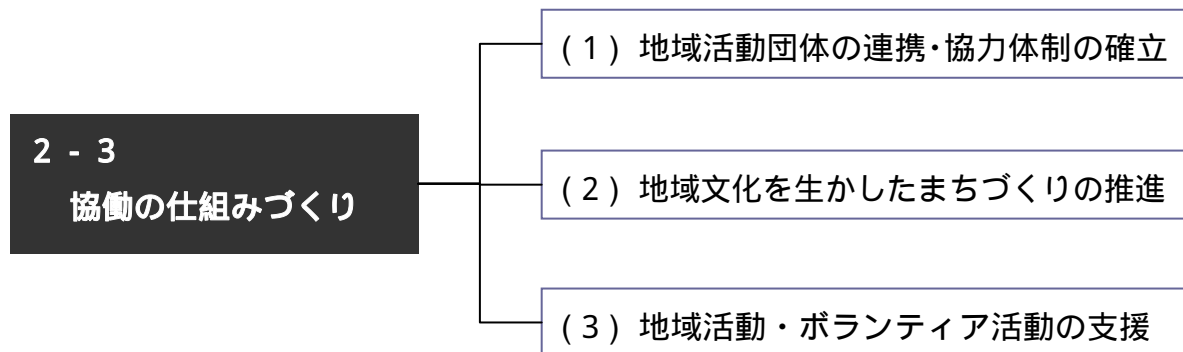 2 - 3
協働の仕組みづくり
(1) 地域活動団体の連携・協力体制の確立
(2) 地域文化を生かしたまちづくりの推進
(3) 地域活動・ボランティア活動の支援